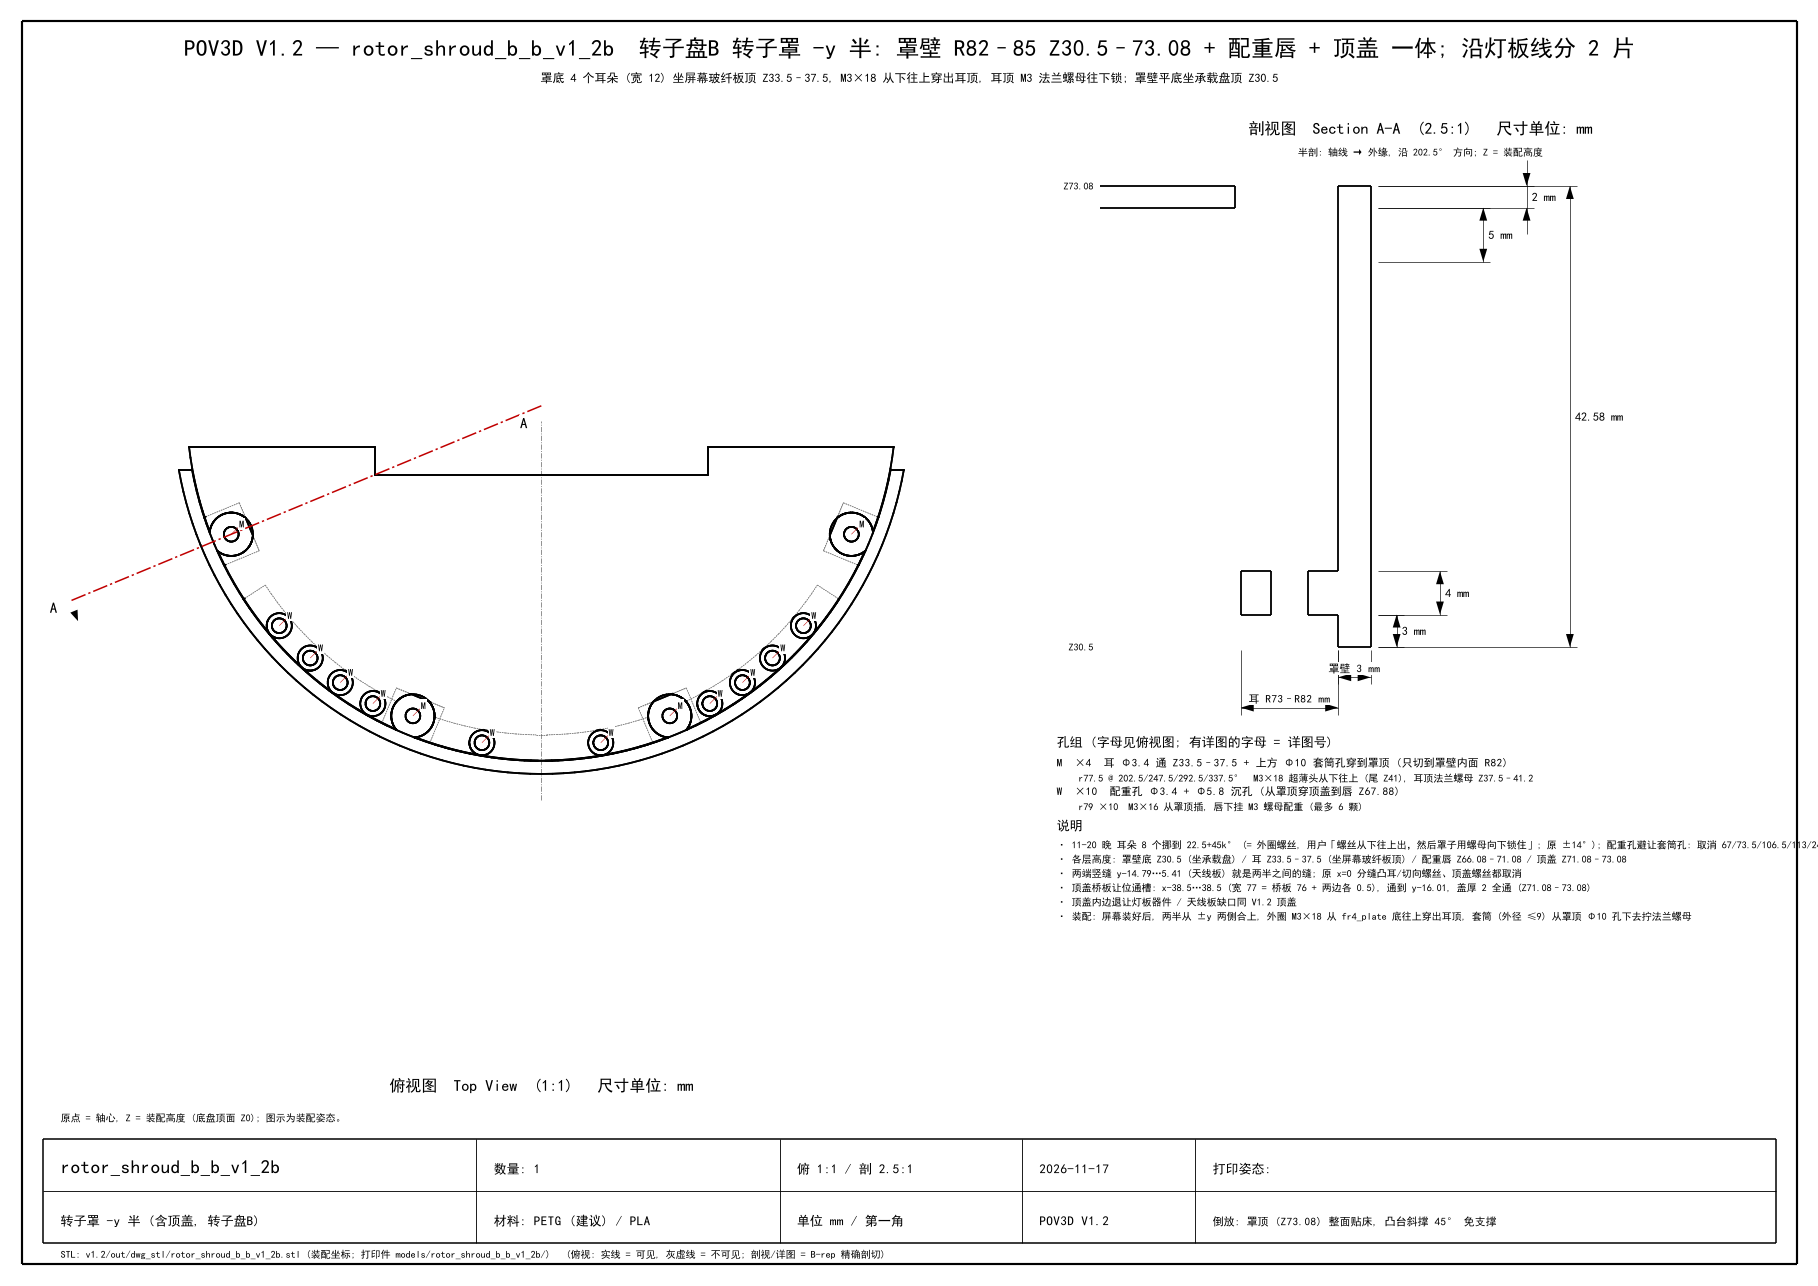 POV3D V1.2 — rotor_shroud_b_b_v1_2b 转子盘B 转子罩 -y 半: 罩壁 R82–85 Z30.5–73.08 + 配重唇 + 顶盖 一体; 沿灯板线分 2 片
罩底 4 个耳朵 (宽 12) 坐屏幕玻纤板顶 Z33.5–37.5, M3×18 从下往上穿出耳顶, 耳顶 M3 法兰螺母往下锁; 罩壁平底坐承载盘顶 Z30.5
剖视图 Section A-A (2.5:1) 尺寸单位: mm
半剖: 轴线 → 外缘, 沿 202.5° 方向; Z = 装配高度
Z73.08
2 mm
5 mm
42.58 mm
4 mm
3 mm
Z30.5
罩壁 3 mm
耳 R73–R82 mm
A
A
M
M
W
W
W
W
W
W
W
W
M
M
W
W
孔组 (字母见俯视图; 有详图的字母 = 详图号)
M ×4 耳 Φ3.4 通 Z33.5–37.5 + 上方 Φ10 套筒孔穿到罩顶 (只切到罩壁内面 R82)
r77.5 @ 202.5/247.5/292.5/337.5° M3×18 超薄头从下往上 (尾 Z41), 耳顶法兰螺母 Z37.5–41.2
W ×10 配重孔 Φ3.4 + Φ5.8 沉孔 (从罩顶穿顶盖到唇 Z67.88)
r79 ×10 M3×16 从罩顶插, 唇下挂 M3 螺母配重 (最多 6 颗)
说明
· 11-20 晚 耳朵 8 个挪到 22.5+45k° (= 外圈螺丝, 用户「螺丝从下往上出, 然后罩子用螺母向下锁住」; 原 ±14°); 配重孔避让套筒孔: 取消 67/73.5/106.5/113/24
· 各层高度: 罩壁底 Z30.5 (坐承载盘) / 耳 Z33.5–37.5 (坐屏幕玻纤板顶) / 配重唇 Z66.08–71.08 / 顶盖 Z71.08–73.08
· 两端竖缝 y-14.79…5.41 (天线板) 就是两半之间的缝; 原 x=0 分缝凸耳/切向螺丝、顶盖螺丝都取消
· 顶盖桥板让位通槽: x-38.5…38.5 (宽 77 = 桥板 76 + 两边各 0.5), 通到 y-16.01, 盖厚 2 全通 (Z71.08–73.08)
· 顶盖内边退让灯板器件 / 天线板缺口同 V1.2 顶盖
· 装配: 屏幕装好后, 两半从 ±y 两侧合上, 外圈 M3×18 从 fr4_plate 底往上穿出耳顶, 套筒 (外径 ≤9) 从罩顶 Φ10 孔下去拧法兰螺母
俯视图 Top View (1:1) 尺寸单位: mm
原点 = 轴心, Z = 装配高度 (底盘顶面 Z0); 图示为装配姿态。
rotor_shroud_b_b_v1_2b 数量: 1 俯 1:1 / 剖 2.5:1 2026-11-17 打印姿态:
转子罩 -y 半 (含顶盖, 转子盘B) 材料: PETG (建议) / PLA 单位 mm / 第一角 POV3D V1.2 倒放: 罩顶 (Z73.08) 整面贴床, 凸台斜撑 45° 免支撑
STL: v1.2/out/dwg_stl/rotor_shroud_b_b_v1_2b.stl (装配坐标; 打印件 models/rotor_shroud_b_b_v1_2b/) (俯视: 实线 = 可见, 灰虚线 = 不可见; 剖视/详图 = B-rep 精确剖切)